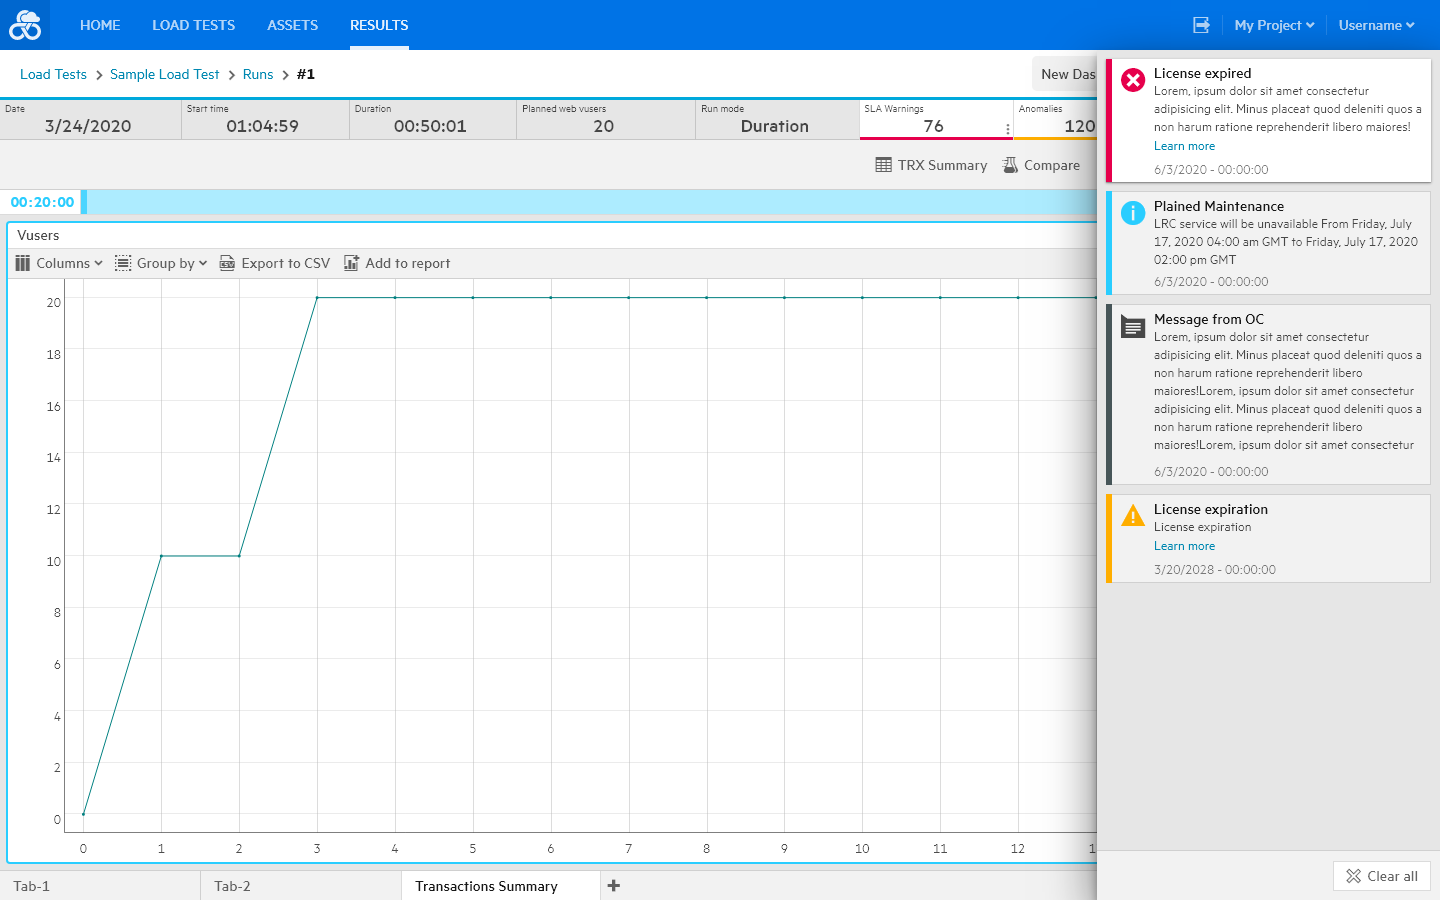 HOME LOAD TESTS ASSETS RESULTS My Project Username
Load Tests > Sample Load Test > Runs > #1
New Das
Date Start time Duration Planned web vusers Run mode SLA Warnings Anomalies
3/24/2020 01:04:59 00:50:01 20 Duration 76 120
TRX Summary Compare
00:20:00
Vusers
Columns Group by Export to CSV Add to report
20
18
16
14
12
10
8
6
4
2
0
0 1 2 3 4 5 6 7 8 9 10 11 12
Tab-1 Tab-2 Transactions Summary
License expired
Lorem, ipsum dolor sit amet consectetur
adipisicing elit. Minus placeat quod deleniti quos a
non harum ratione reprehenderit libero maiores!
Learn more
6/3/2020 - 00:00:00
Plained Maintenance
LRC service will be unavailable From Friday, July
17, 2020 04:00 am GMT to Friday, July 17, 2020
02:00 pm GMT
6/3/2020 - 00:00:00
Message from OC
Lorem, ipsum dolor sit amet consectetur
adipisicing elit. Minus placeat quod deleniti quos a
non harum ratione reprehenderit libero
maiores!Lorem, ipsum dolor sit amet consectetur
adipisicing elit. Minus placeat quod deleniti quos a
non harum ratione reprehenderit libero
maiores!Lorem, ipsum dolor sit amet consectetur
6/3/2020 - 00:00:00
License expiration
License expiration
Learn more
3/20/2028 - 00:00:00
Clear all